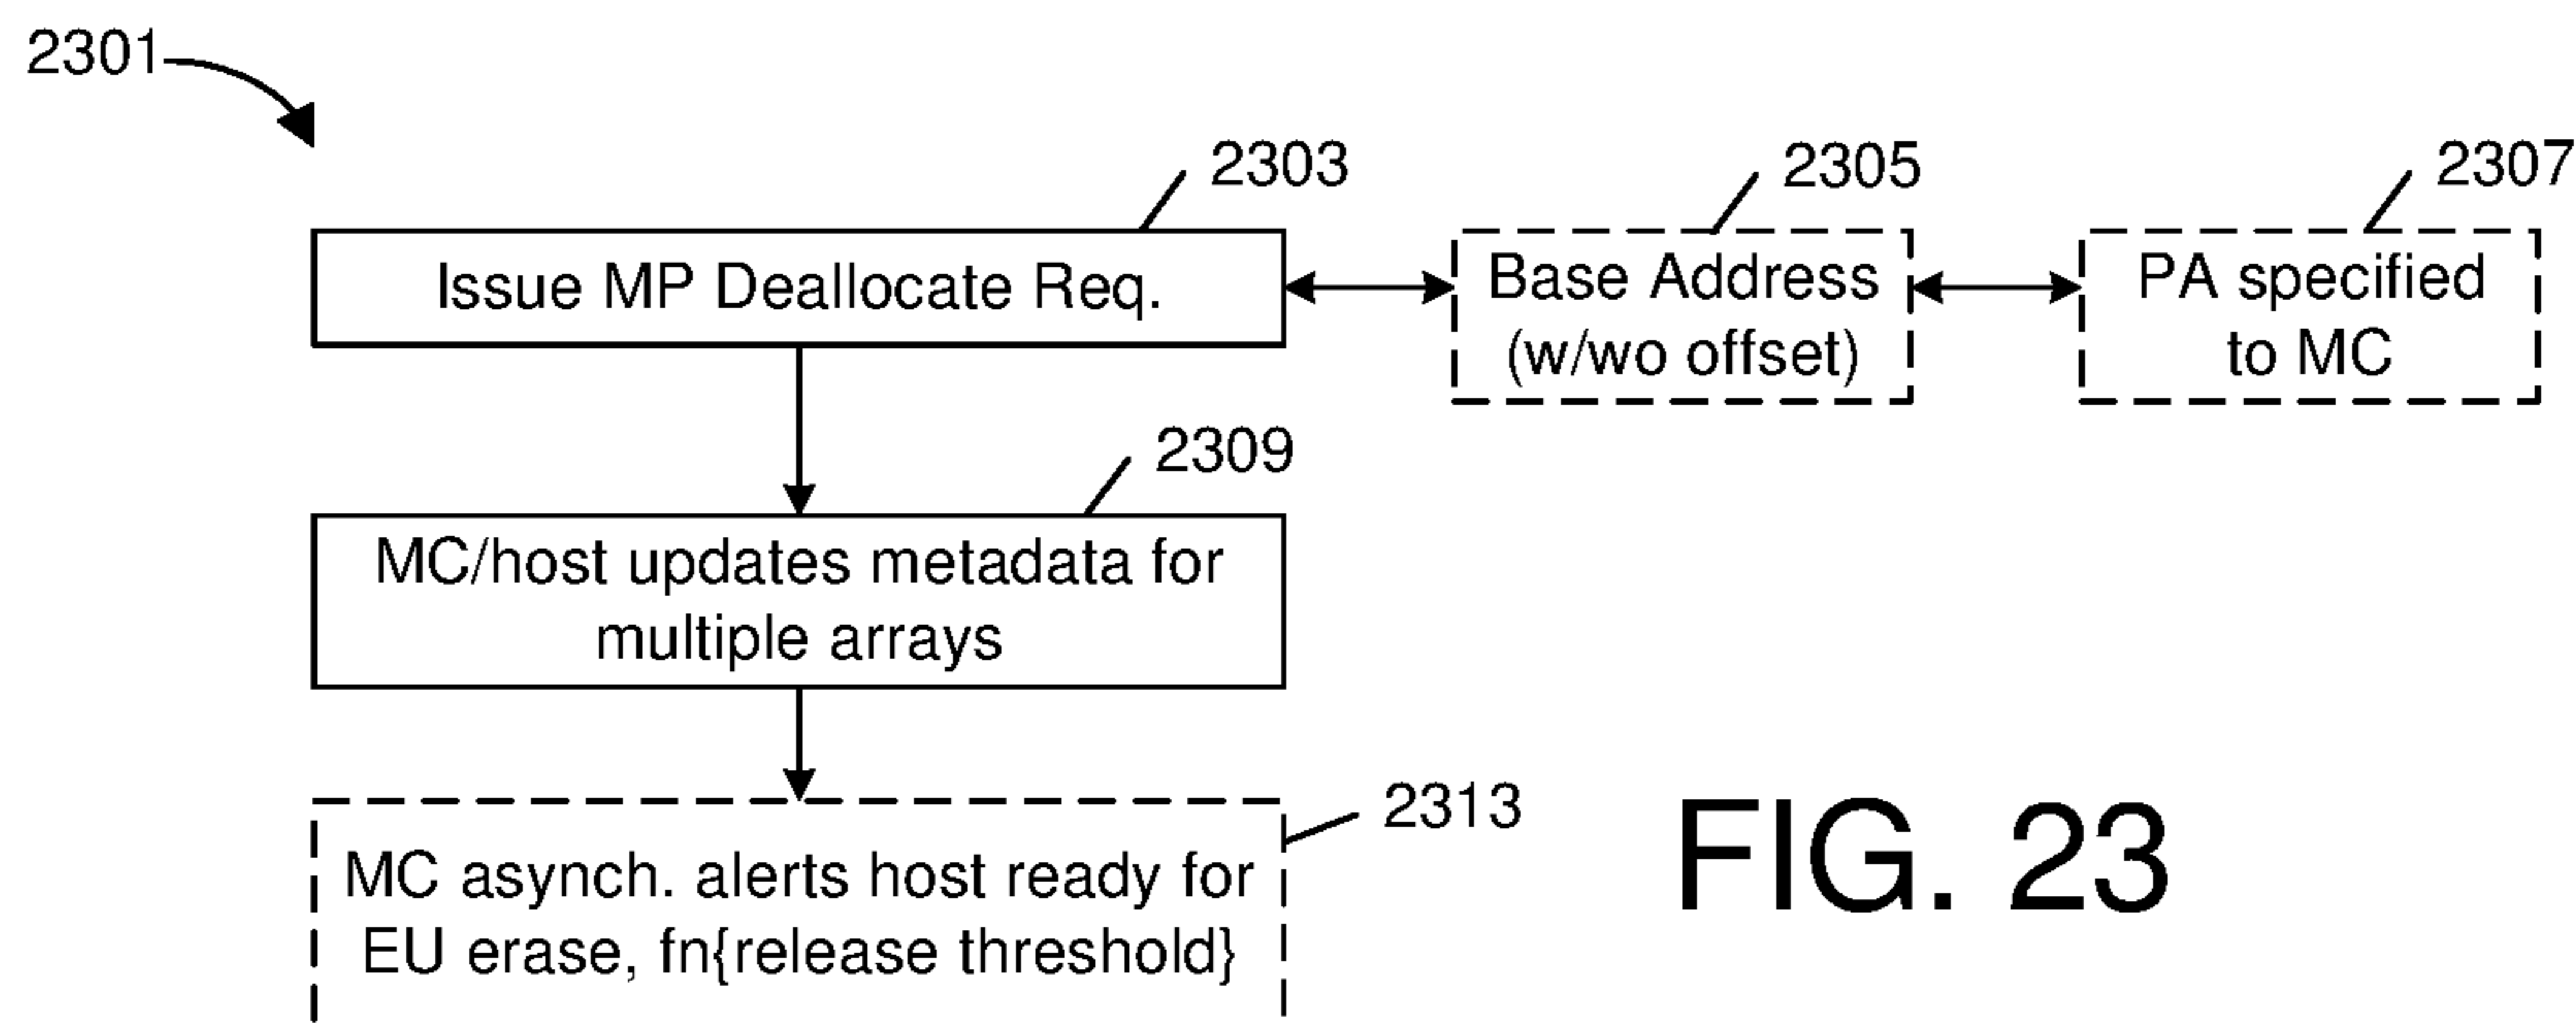 2301
2303
2305
2307
Issue MP Deallocate Req.
Base Address
(w/wo offset)
PA specified
to MC
2309
MC/host updates metadata for
multiple arrays
2313
MC asynch. alerts host ready for
EU erase, fn{release threshold}
FIG. 23